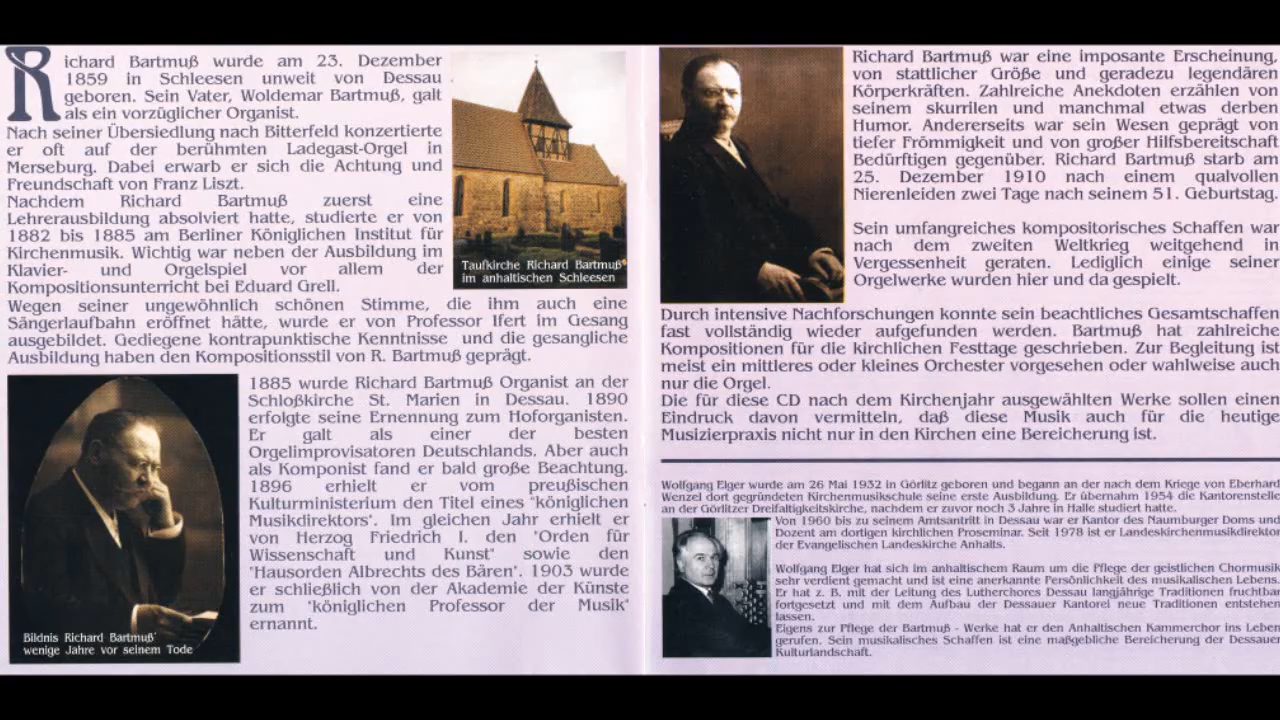 Richard Bartmuß wurde am 23. Dezember
1859 in Schleesen unweit von Dessau
geboren. Sein Vater, Woldemar Bartmuß, galt
als ein vorzüglicher Organist.
Nach seiner Übersiedlung nach Bitterfeld konzertierte
er oft auf der berühmten Ladegast-Orgel in
Merseburg. Dabei erwarb er sich die Achtung und
Freundschaft von Franz Liszt.
Nachdem Richard Bartmuß zuerst eine
Lehrerausbildung absolviert hatte, studierte er von
1882 bis 1885 am Berliner Königlichen Institut für
Kirchenmusik. Wichtig war neben der Ausbildung im
Klavier- und Orgelspiel vor allem der
Kompositionsunterricht bei Eduard Grell.
Wegen seiner ungewöhnlich schönen Stimme, die ihm auch eine
Sängerlaufbahn eröffnet hätte, wurde er von Professor Ifert im Gesang
ausgebildet. Gediegene kontrapunktische Kenntnisse und die gesangliche
Ausbildung haben den Kompositionsstil von R. Bartmuß geprägt.
Taufkirche Richard Bartmuß'
im anhaltischen Schleesen
1885 wurde Richard Bartmuß Organist an der
Schloßkirche St. Marien in Dessau. 1890
erfolgte seine Ernennung zum Hoforganisten.
Er galt als einer der besten
Orgelimprovisatoren Deutschlands. Aber auch
als Komponist fand er bald große Beachtung.
1896 erhielt er vom preußischen
Kulturministerium den Titel eines "königlichen
Musikdirektors". Im gleichen Jahr erhielt er
von Herzog Friedrich I. den "Orden für
Wissenschaft und Kunst" sowie den
"Hausorden Albrechts des Bären". 1903 wurde
er schließlich von der Akademie der Künste
zum "königlichen Professor der Musik"
ernannt.
Bildnis Richard Bartmuß'
wenige Jahre vor seinem Tode
Richard Bartmuß war eine imposante Erscheinung,
von stattlicher Größe und geradezu legendären
Körperkräften. Zahlreiche Anekdoten erzählen von
seinem skurrilen und manchmal etwas derben
Humor. Andererseits war sein Wesen geprägt von
tiefer Frömmigkeit und von großer Hilfsbereitschaft
Bedürftigen gegenüber. Richard Bartmuß starb am
25. Dezember 1910 nach einem qualvollen
Nierenleiden zwei Tage nach seinem 51. Geburtstag.
Sein umfangreiches kompositorisches Schaffen war
nach dem zweiten Weltkrieg weitgehend in
Vergessenheit geraten. Lediglich einige seiner
Orgelwerke wurden hier und da gespielt.
Durch intensive Nachforschungen konnte sein beachtliches Gesamtschaffen
fast vollständig wieder aufgefunden werden. Bartmuß hat zahlreiche
Kompositionen für die kirchlichen Festtage geschrieben. Zur Begleitung ist
meist ein mittleres oder kleines Orchester vorgesehen oder wahlweise auch
nur die Orgel.
Die für diese CD nach dem Kirchenjahr ausgewählten Werke sollen einen
Eindruck davon vermitteln, daß diese Musik auch für die heutige
Musizierpraxis nicht nur in den Kirchen eine Bereicherung ist.
Wolfgang Elger wurde am 26 Mai 1932 in Görlitz geboren und begann an der nach dem Kriege von Eberhard
Wenzel dort gegründeten Kirchenmusikschule seine erste Ausbildung. Er übernahm 1954 die Kantorenstelle
an der Görlitzer Dreifaltigkeitskirche, nachdem er zuvor noch 3 Jahre in Halle studiert hatte.
Von 1960 bis zu seinem Amtsantritt in Dessau war er Kantor des Naumburger Doms und
Dozent am dortigen kirchlichen Proseminar. Seit 1978 ist er Landeskirchenmusikdirektor
der Evangelischen Landeskirche Anhalts.
Wolfgang Elger hat sich im anhaltischem Raum um die Pflege der geistlichen Chormusik
sehr verdient gemacht und ist eine anerkannte Persönlichkeit des musikalischen Lebens.
Er hat z. B. mit der Leitung des Lutherchores Dessau langjährige Traditionen fruchtbar
fortgesetzt und mit dem Aufbau der Dessauer Kantorei neue Traditionen entstehen
lassen.
Eigens zur Pflege der Bartmuß - Werke hat er den Anhaltischen Kammerchor ins Leben
gerufen. Sein musikalisches Schaffen ist eine maßgebliche Bereicherung der Dessauer
Kulturlandschaft.